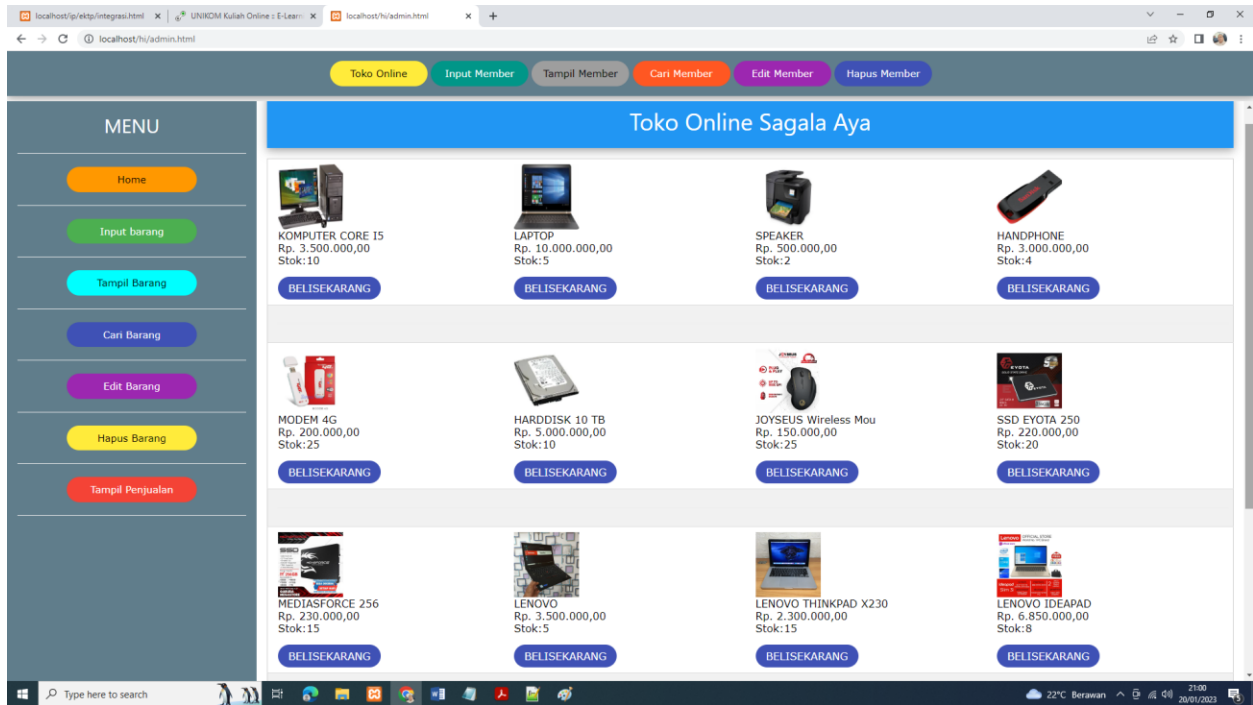 localhost/ip/ektp/integrasi.html
UNIKOM Kuliah Online :: E-Learni
localhost/hi/admin.html
localhost/hi/admin.html
Toko Online
Input Member
Tampil Member
Cari Member
Edit Member
Hapus Member
MENU
Home
Input barang
Tampil Barang
Cari Barang
Edit Barang
Hapus Barang
Tampil Penjualan
Toko Online Sagala Aya
KOMPUTER CORE I5
Rp. 3.500.000,00
Stok:10
BELISEKARANG
LAPTOP
Rp. 10.000.000,00
Stok:5
BELISEKARANG
SPEAKER
Rp. 500.000,00
Stok:2
BELISEKARANG
HANDPHONE
Rp. 3.000.000,00
Stok:4
BELISEKARANG
MODEM 4G
Rp. 200.000,00
Stok:25
BELISEKARANG
HARDDISK 10 TB
Rp. 5.000.000,00
Stok:10
BELISEKARANG
JOYSEUS Wireless Mou
Rp. 150.000,00
Stok:25
BELISEKARANG
EYOTA
SSD EYOTA 250
Rp. 220.000,00
Stok:20
BELISEKARANG
SSD
MEDIASFORCE 256
Rp. 230.000,00
Stok:15
BELISEKARANG
LENOVO
Rp. 3.500.000,00
Stok:5
BELISEKARANG
LENOVO THINKPAD X230
Rp. 2.300.000,00
Stok:15
BELISEKARANG
Lenovo
LENOVO IDEAPAD
Rp. 6.850.000,00
Stok:8
BELISEKARANG
Type here to search
22°C Berawan
21:00
20/01/2023